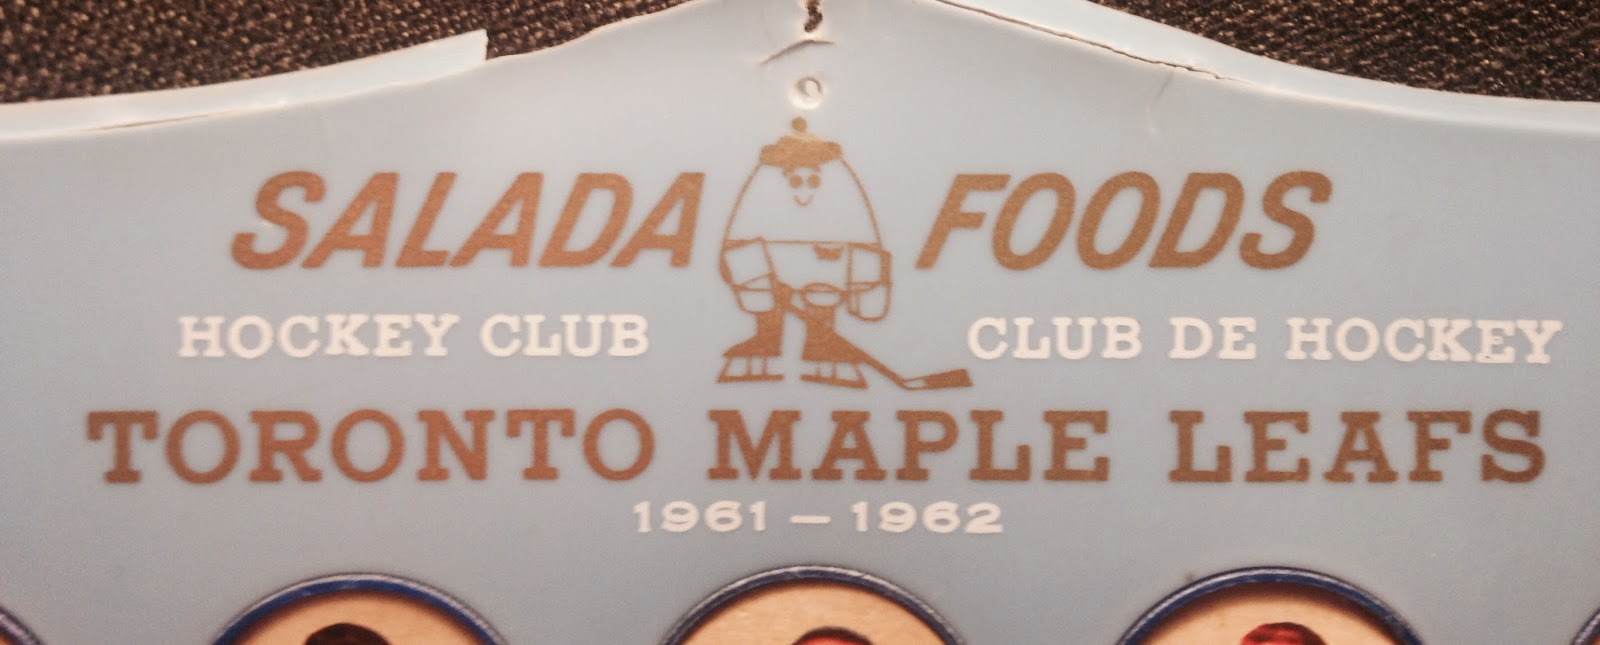 SALADA FOODS
HOCKEY CLUB CLUB DE HOCKEY
TORONTO MAPLE LEAFS
1961 – 1962